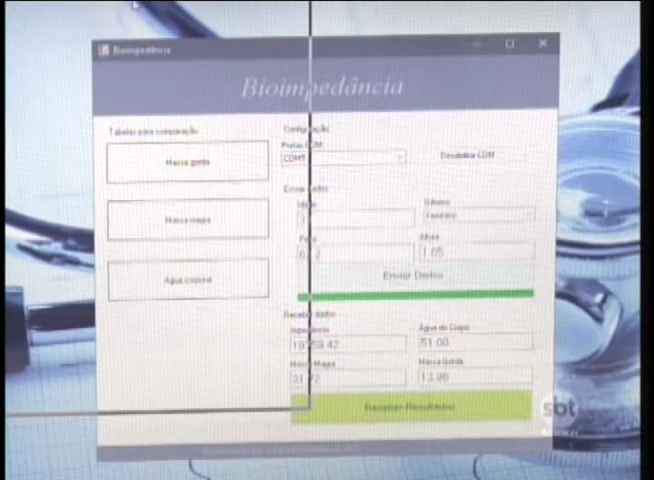 Bioimpedância
Bioimpedância
Tabelas para comparação
Massa gorda
Massa magra
Água corporal
Configuração
Portas COM:
COM5
Desabilitar COM
Enviar dados
Idade
Gênero
Feminino
Peso
Altura
1.65
Enviar Dados
Receber dados
Impedância
Água do Corpo
51.00
Massa Magra
Massa Gorda
13.96
Receber Resultados
sbt